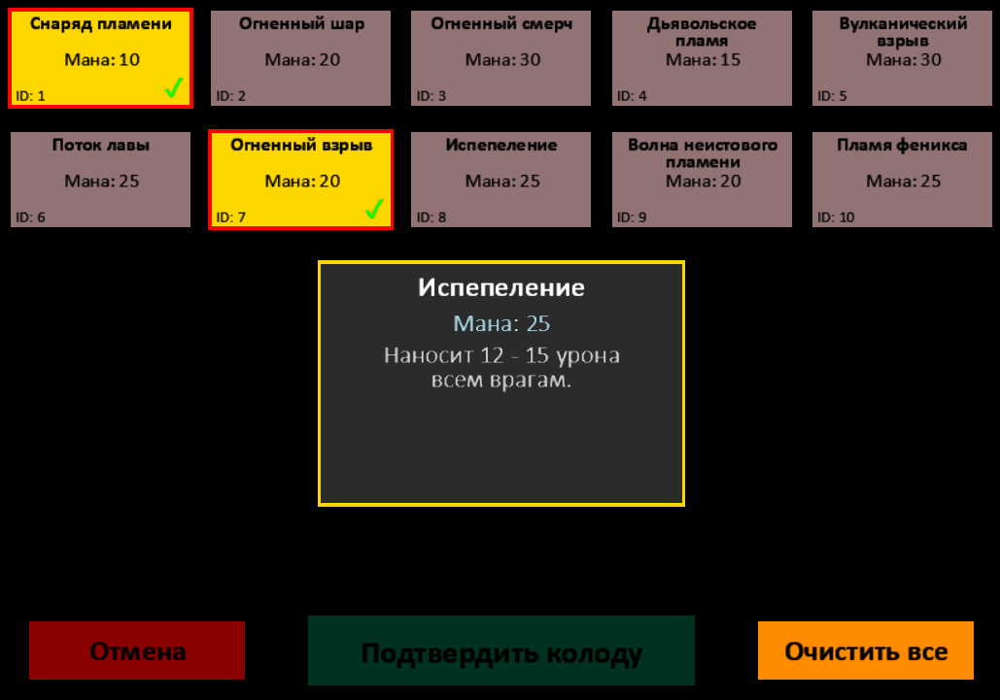 Снаряд пламени
Мана: 10
ID: 1
Огненный шар
Мана: 20
ID: 2
Огненный смерч
Мана: 30
ID: 3
Дьявольское
пламя
Мана: 15
ID: 4
Вулканический
взрыв
Мана: 30
ID: 5
Поток лавы
Мана: 25
ID: 6
Огненный взрыв
Мана: 20
ID: 7
Испепеление
Мана: 25
ID: 8
Волна неистового
пламени
Мана: 20
ID: 9
Пламя феникса
Мана: 25
ID: 10
Испепеление
Мана: 25
Наносит 12 - 15 урона
всем врагам.
Отмена
Подтвердить колоду
Очистить все